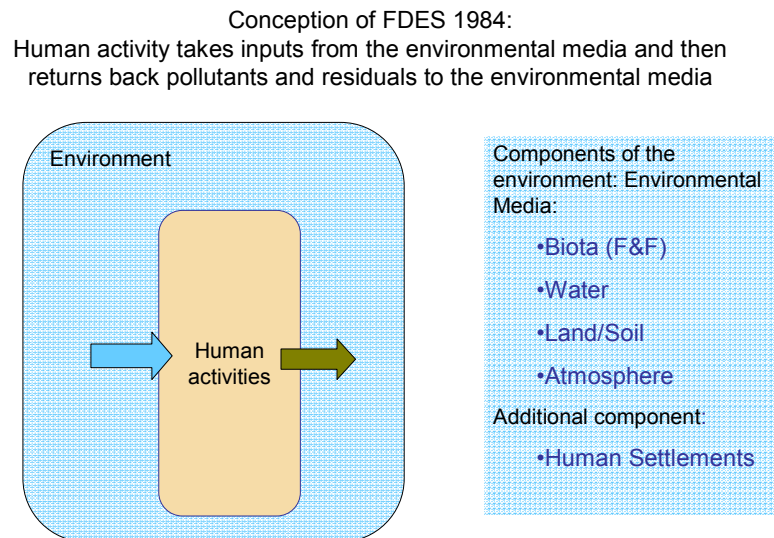 Conception of FDES 1984:
Human activity takes inputs from the environmental media and then
returns back pollutants and residuals to the environmental media
Environment
Human
activities
Components of the
environment: Environmental
Media:
•Biota (F&F)
•Water
•Land/Soil
•Atmosphere
Additional component:
•Human Settlements